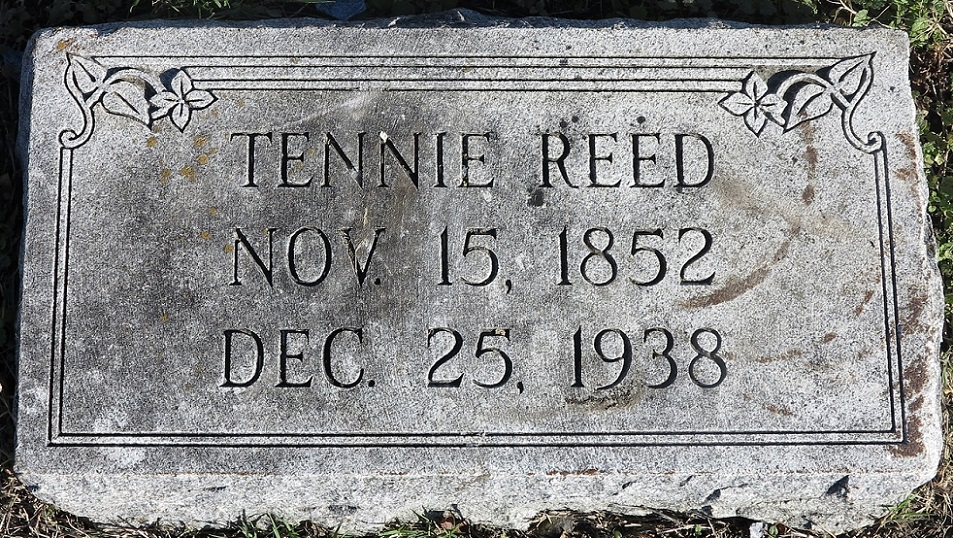 TENNIE REED
NOV. 15, 1852
DEC. 25, 1938